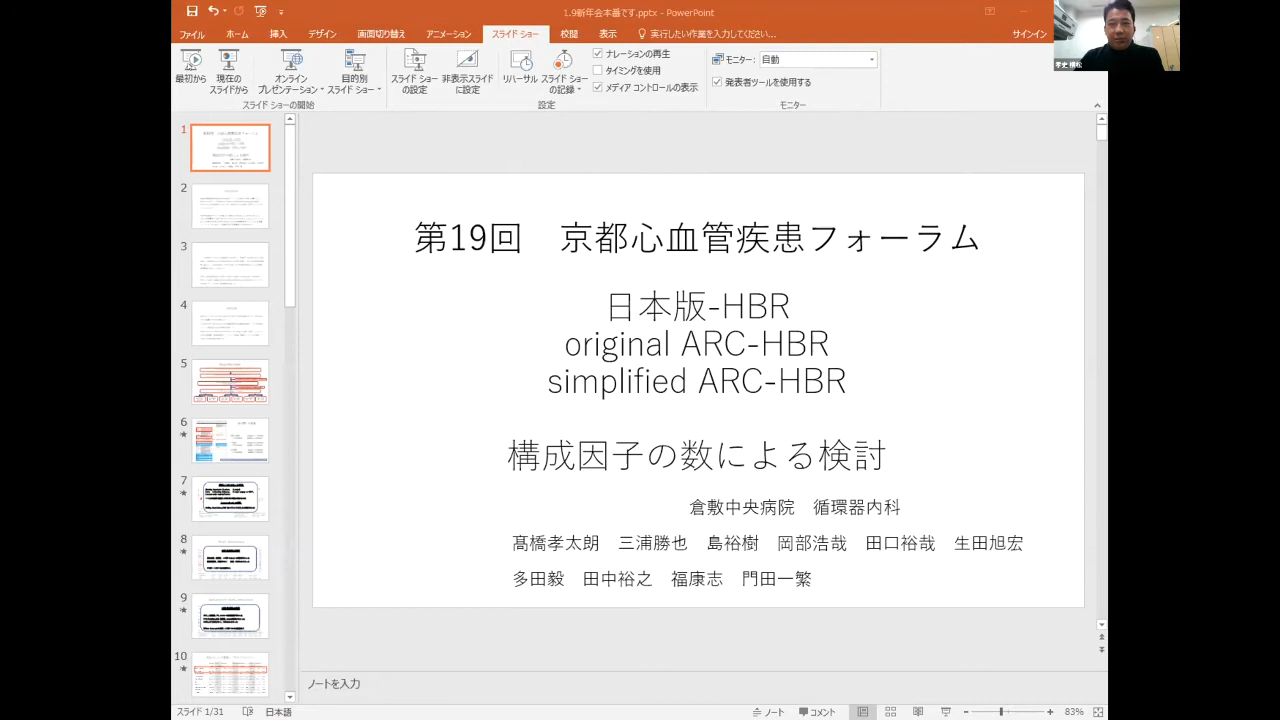 1.9新年会本番です.pptx - PowerPoint
ファイル ホーム 挿入 デザイン 画面切り替え アニメーション スライド ショー 校閲 表示 実行したい作業を入力してください... サインイン
最初から 現在のスライドから オンライン プレゼンテーション 目的別 スライド ショー スライド ショーの設定 非表示スライドに設定 リハーサル スライド ショーの記録
ナレーションの再生
タイミングを使用
メディア コントロールの表示
モニター: 自動
発表者ツールを使用する
スライド ショーの開始 設定 モニター
1
2
3
4
5
6
7
8
9
10
第19回 京都心血管疾患フォーラム
日本版-HBR
original ARC-HBR
simplified ARC-HBR
構成因子の数による検討
倉敷中央病院 循環器内科
髙橋孝太朗 三浦勝也 島裕樹 岡部浩哉 田口裕哉 生田旭宏
多田毅 田中裕之 福康志 門田一繁
ノートを入力
スライド 1/31 日本語 ノート コメント 83%